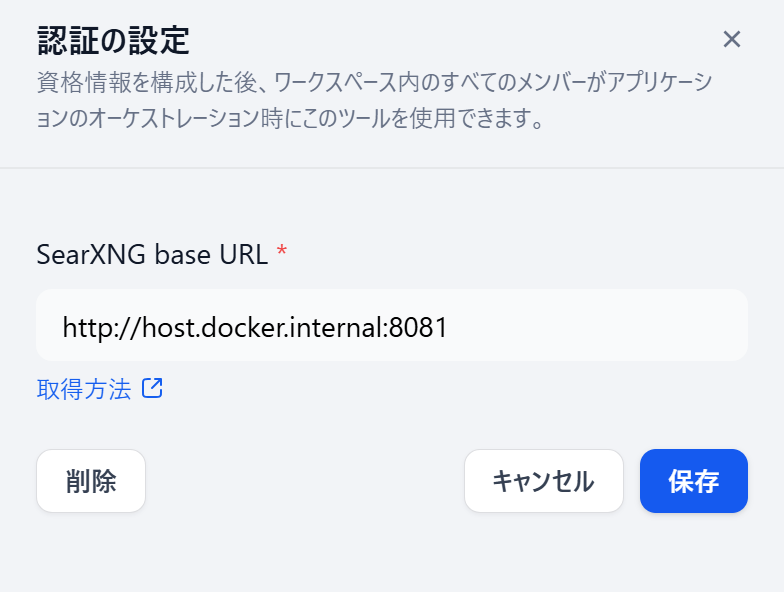 認証の設定
資格情報を構成した後、ワークスペース内のすべてのメンバーがアプリケーシ
ョンのオーケストレーション時にこのツールを使用できます。
SearXNG base URL *
http://host.docker.internal:8081
取得方法
削除
キャンセル
保存